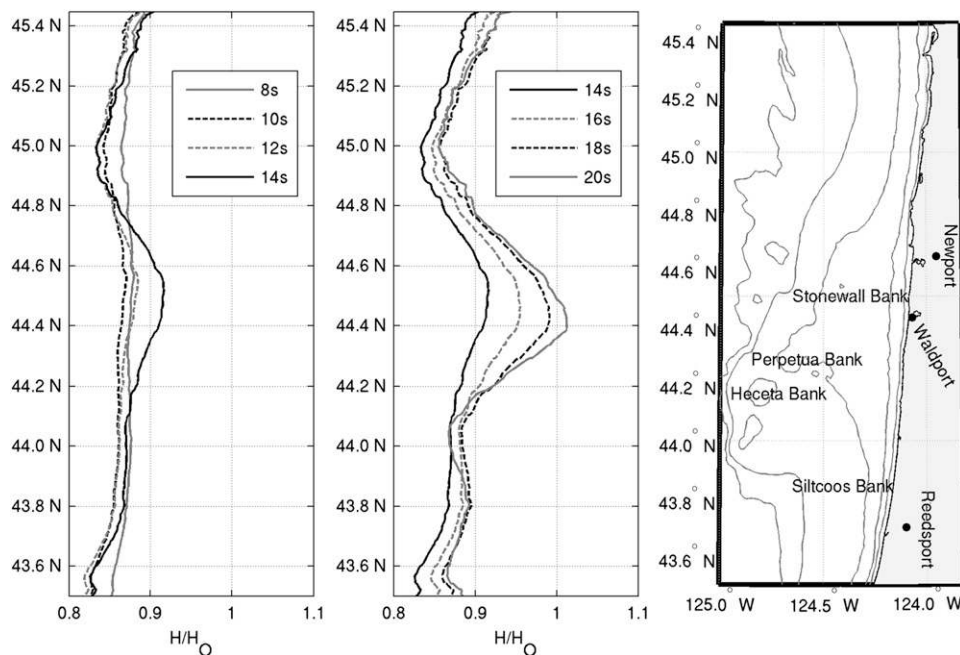 45.4 N
45.2 N
45.0 N
44.8 N
44.6 N
44.4 N
44.2 N
44.0 N
43.8 N
43.6 N
0.8 0.9 1 1.1
H/H_O
8s
10s
12s
14s
45.4 N
45.2 N
45.0 N
44.8 N
44.6 N
44.4 N
44.2 N
44.0 N
43.8 N
43.6 N
0.8 0.9 1 1.1
H/H_O
14s
16s
18s
20s
45.4 °N
45.2 °N
45.0 °N
44.8 °N
44.6 °N
44.4 °N
44.2 °N
44.0 °N
43.8 °N
43.6 °N
125.0 °W 124.5 °W 124.0 °W
Newport
Stonewall Bank
Waldport
Perpetua Bank
Heceta Bank
Siltcoos Bank
Reedsport